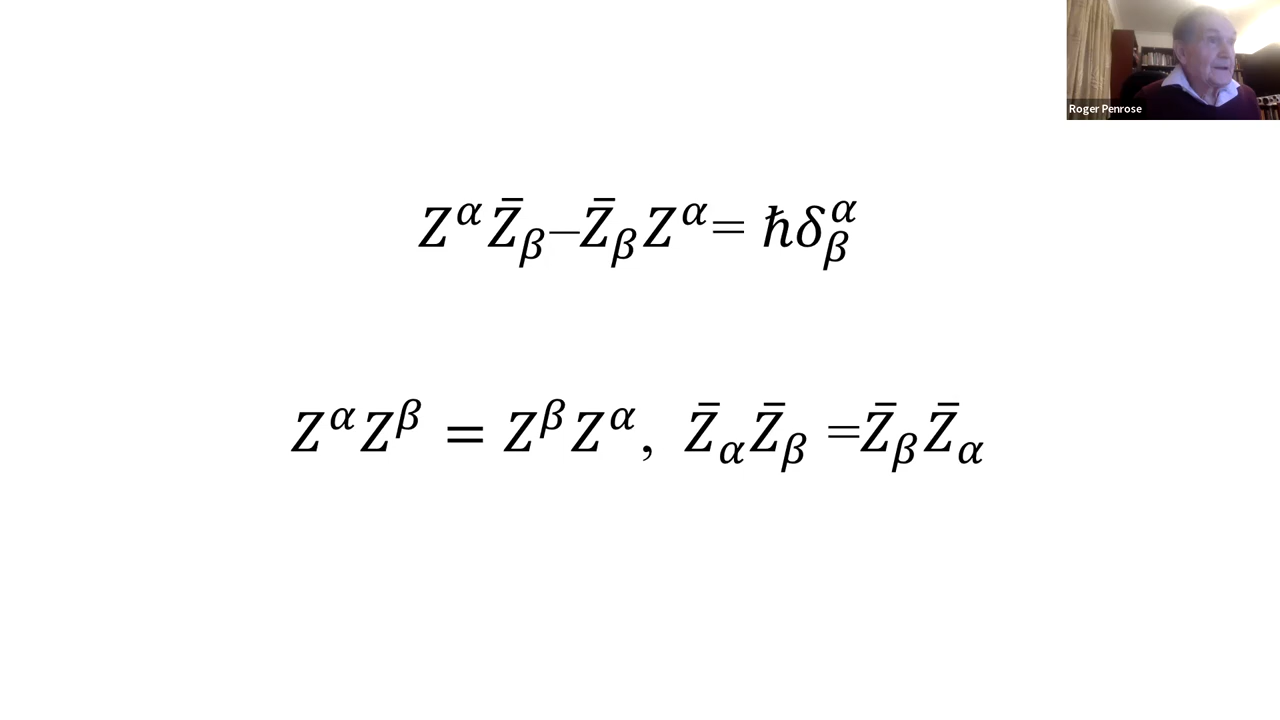 Roger Penrose
Z^α Z̄_β–Z̄_β Z^α= ħδ^α_β
Z^α Z^β = Z^β Z^α, Z̄_α Z̄_β =Z̄_β Z̄_α